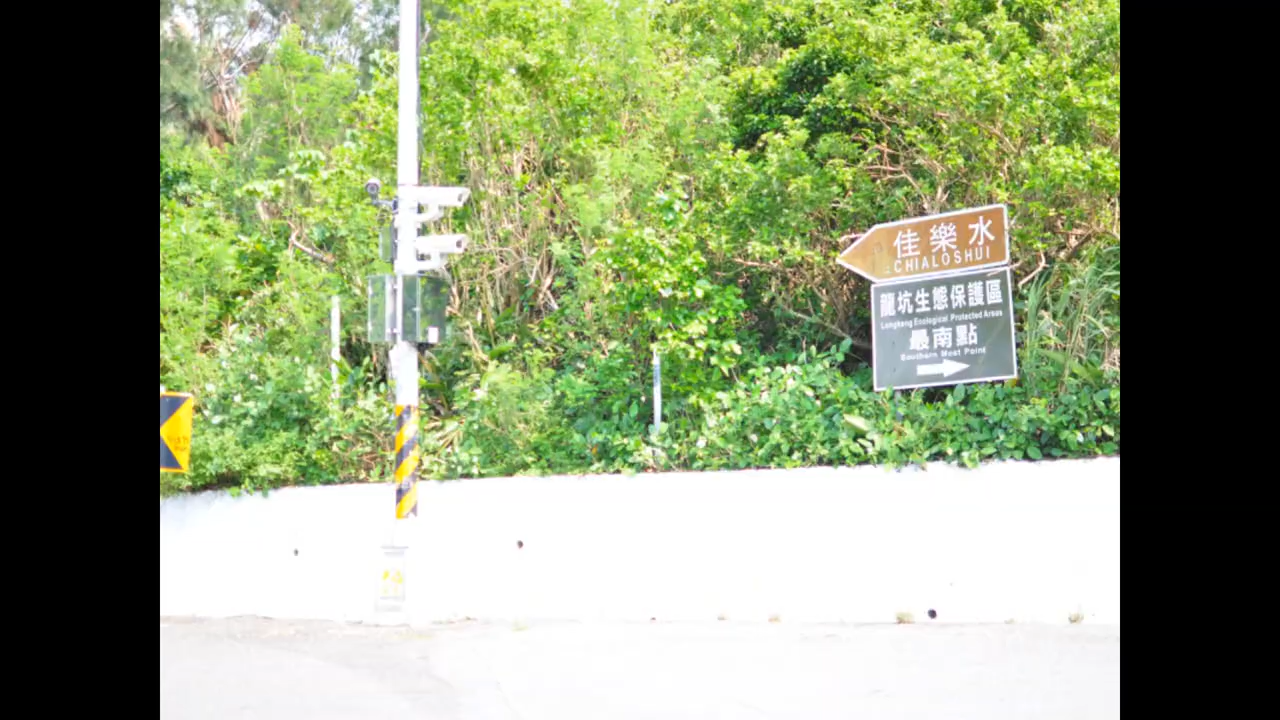 佳樂水
CHIALOSHUI
龍坑生態保護區
Longkeng Ecological Protected Areas
最南點
Southern Most Point